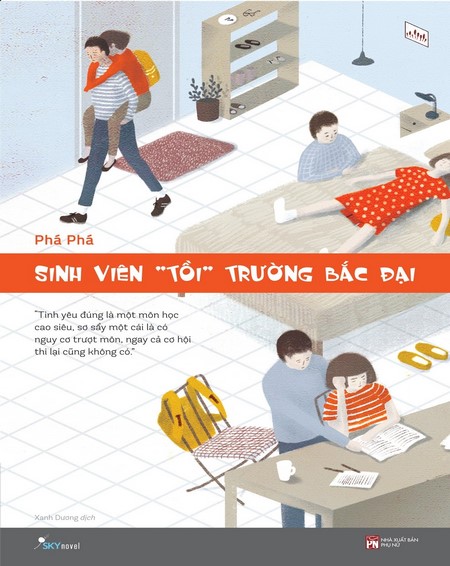 Phá Phá
SINH VIÊN "TỒI" TRƯỜNG BẮC ĐẠI
"Tình yêu đúng là một môn học
cao siêu, sơ sẩy một cái là có
nguy cơ trượt môn, ngay cả cơ hội
thi lại cũng không có."
Xanh Dương dịch
SKYnovel
PN
NHÀ XUẤT BẢN
PHỤ NỮ